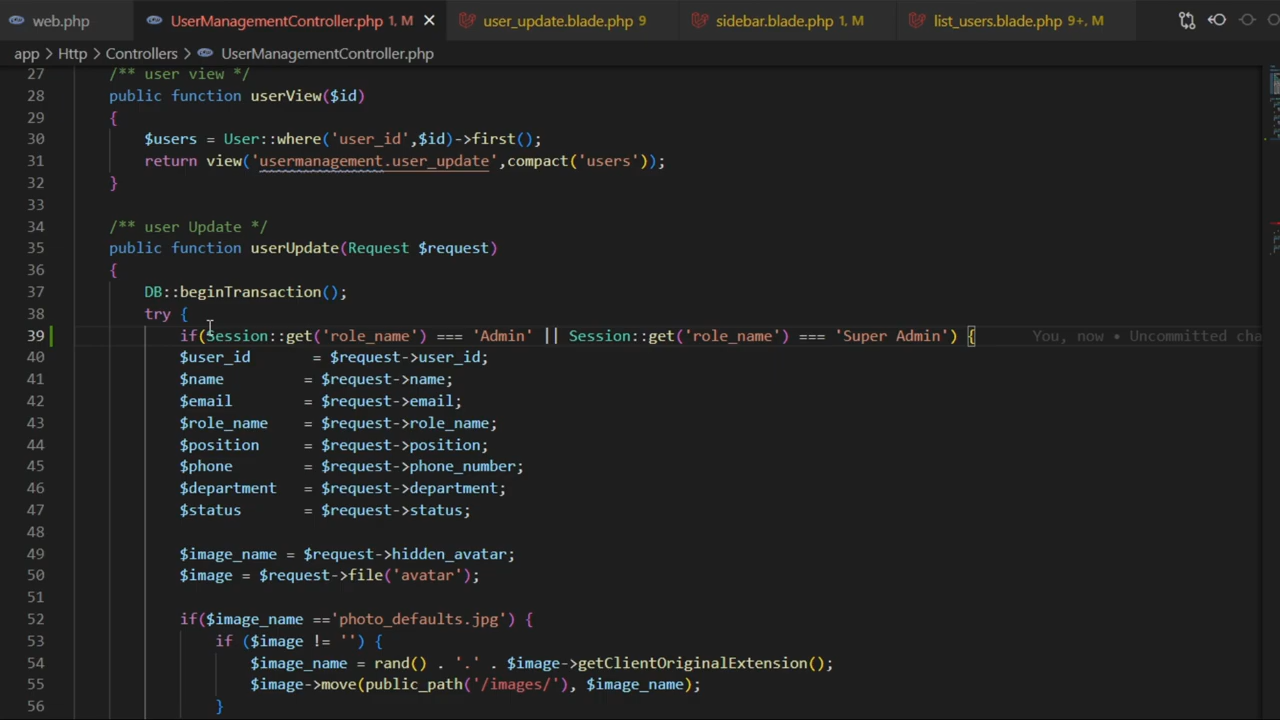 web.php UserManagementController.php 1, M user_update.blade.php 9 sidebar.blade.php 1, M list_users.blade.php 9+, M
app > Http > Controllers > UserManagementController.php
27 /** user view */
28 public function userView($id)
29 {
30 $users = User::where('user_id',$id)->first();
31 return view('usermanagement.user_update',compact('users'));
32 }
33
34 /** user Update */
35 public function userUpdate(Request $request)
36 {
37 DB::beginTransaction();
38 try {
39 if(Session::get('role_name') === 'Admin' || Session::get('role_name') === 'Super Admin') { You, now • Uncommitted cha
40 $user_id = $request->user_id;
41 $name = $request->name;
42 $email = $request->email;
43 $role_name = $request->role_name;
44 $position = $request->position;
45 $phone = $request->phone_number;
46 $department = $request->department;
47 $status = $request->status;
48
49 $image_name = $request->hidden_avatar;
50 $image = $request->file('avatar');
51
52 if($image_name =='photo_defaults.jpg') {
53 if ($image != '') {
54 $image_name = rand() . '.' . $image->getClientOriginalExtension();
55 $image->move(public_path('/images/'), $image_name);
56 }